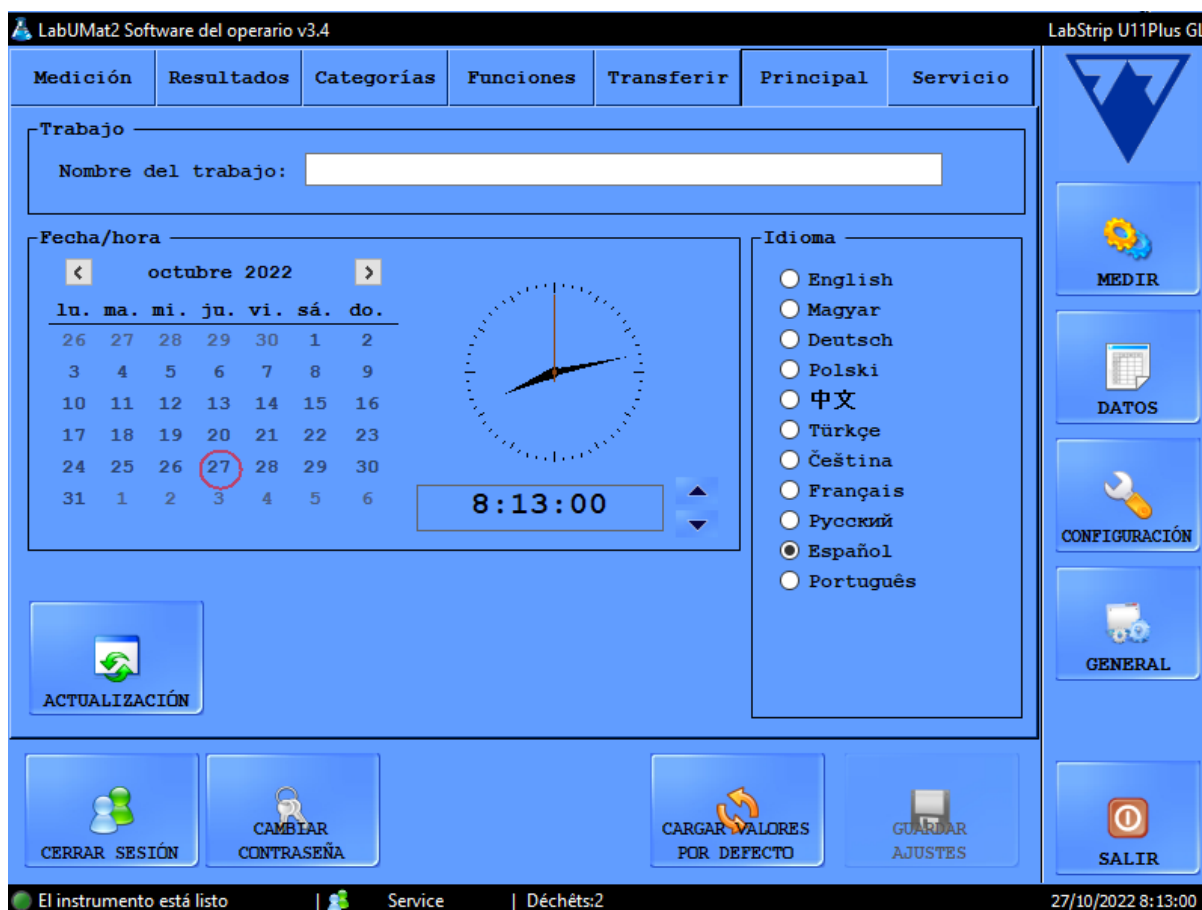 LabUMat2 Software del operario v3.4
LabStrip U11Plus GL
Medición Resultados Categorías Funciones Transferir Principal Servicio
Trabajo
Nombre del trabajo:
Fecha/hora
octubre 2022
lu. ma. mi. ju. vi. sá. do.
26 27 28 29 30 1 2
3 4 5 6 7 8 9
10 11 12 13 14 15 16
17 18 19 20 21 22 23
24 25 26 27 28 29 30
31 1 2 3 4 5 6
8:13:00
Idioma
English
Magyar
Deutsch
Polski
中文
Türkçe
Čeština
Français
Русский
Español
Português
ACTUALIZACIÓN
MEDIR
DATOS
CONFIGURACIÓN
GENERAL
CERRAR SESIÓN
CAMBIAR
CONTRASEÑA
CARGAR VALORES
POR DEFECTO
GUARDAR
AJUSTES
SALIR
El instrumento está listo | Service | Déchêts:2
27/10/2022 8:13:00